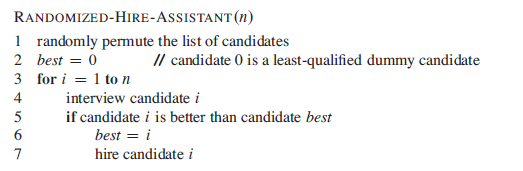 RANDOMIZED-HIRE-ASSISTANT(n)
1 randomly permute the list of candidates
2 best = 0 // candidate 0 is a least-qualified dummy candidate
3 for i = 1 to n
4 interview candidate i
5 if candidate i is better than candidate best
6 best = i
7 hire candidate i